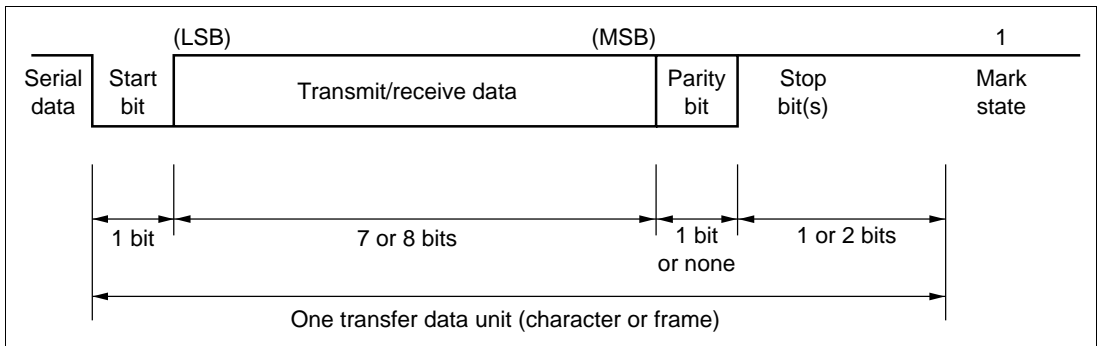 (LSB) (MSB) 1
Serial Start Transmit/receive data Parity Stop Mark
data bit bit bit(s) state
1 bit 7 or 8 bits 1 bit 1 or 2 bits
or none
One transfer data unit (character or frame)